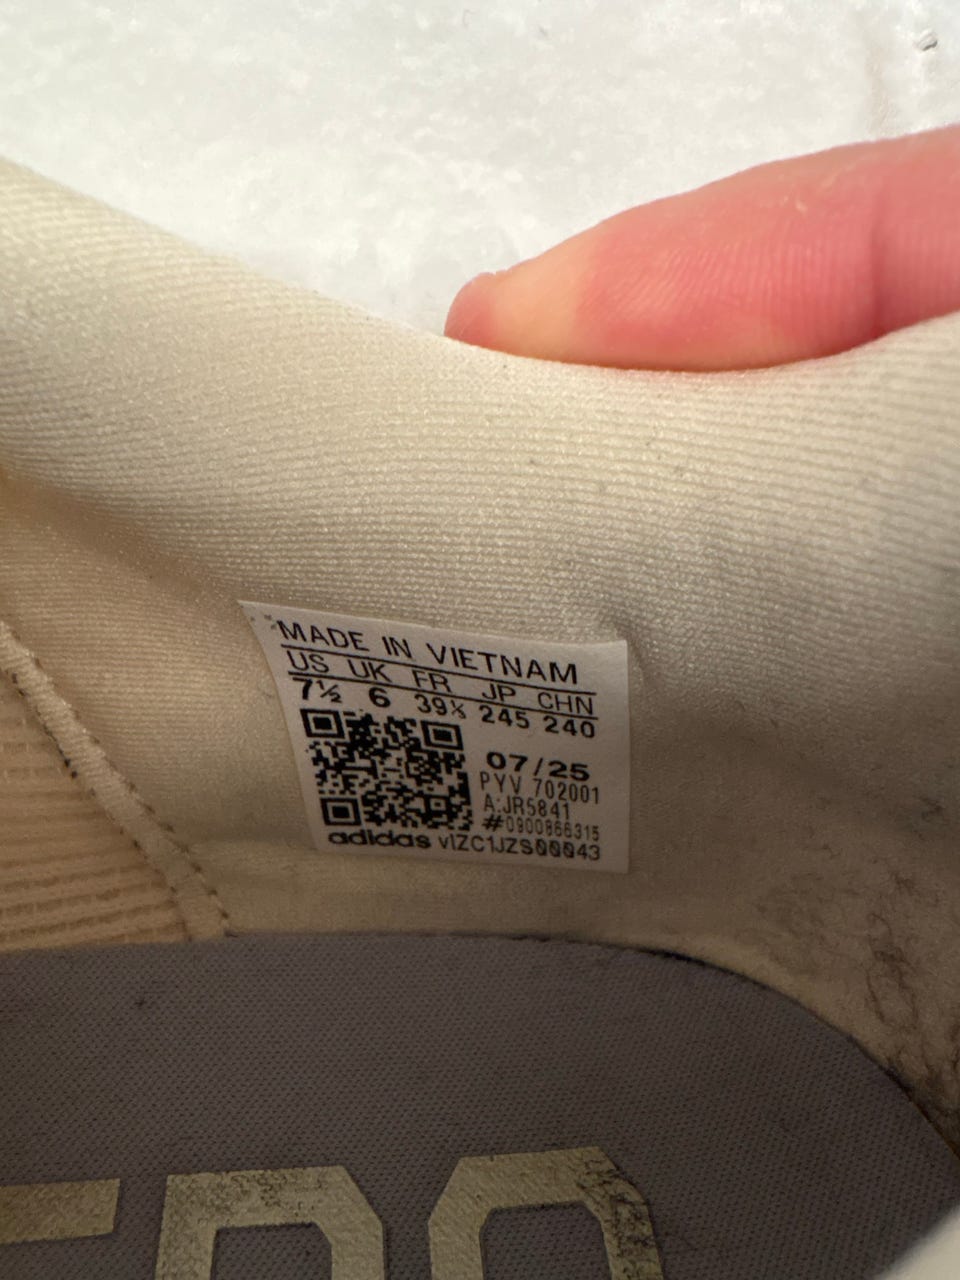 MADE IN VIETNAM
US UK FR JP CHN
7½ 6 39⅓ 245 240
07/25
PYV 702001
A:JR5841
#0900866315
adidas vIZC1JZS00043